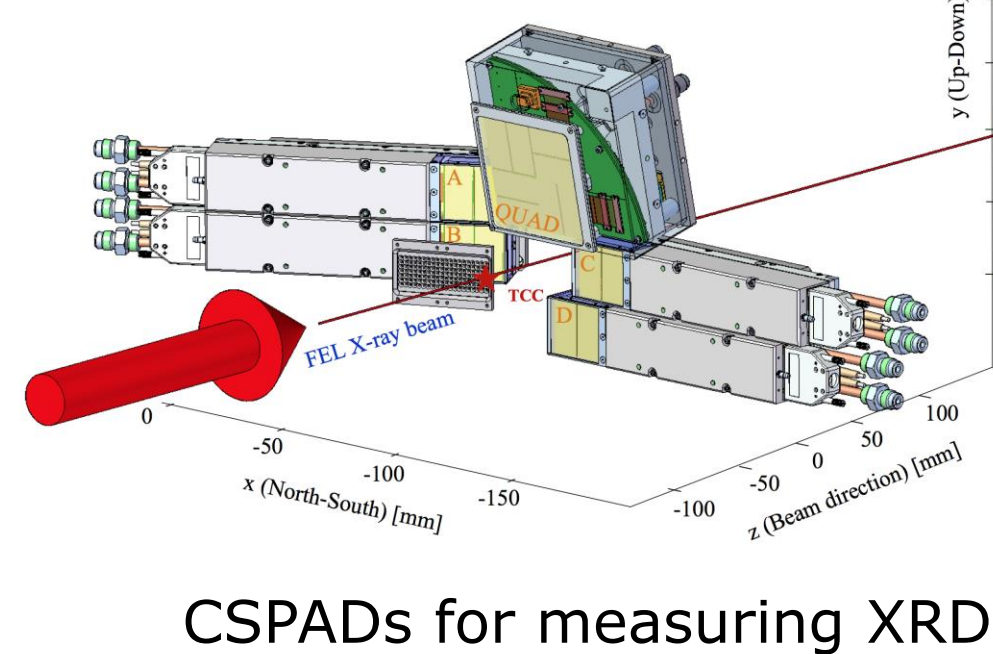 y (Up-Down)
A
QUAD
B
C
TCC
D
FEL X-ray beam
0
-50
-100
-150
x (North-South) [mm]
-100
-50
0
50
100
z (Beam direction) [mm]
CSPADs for measuring XRD